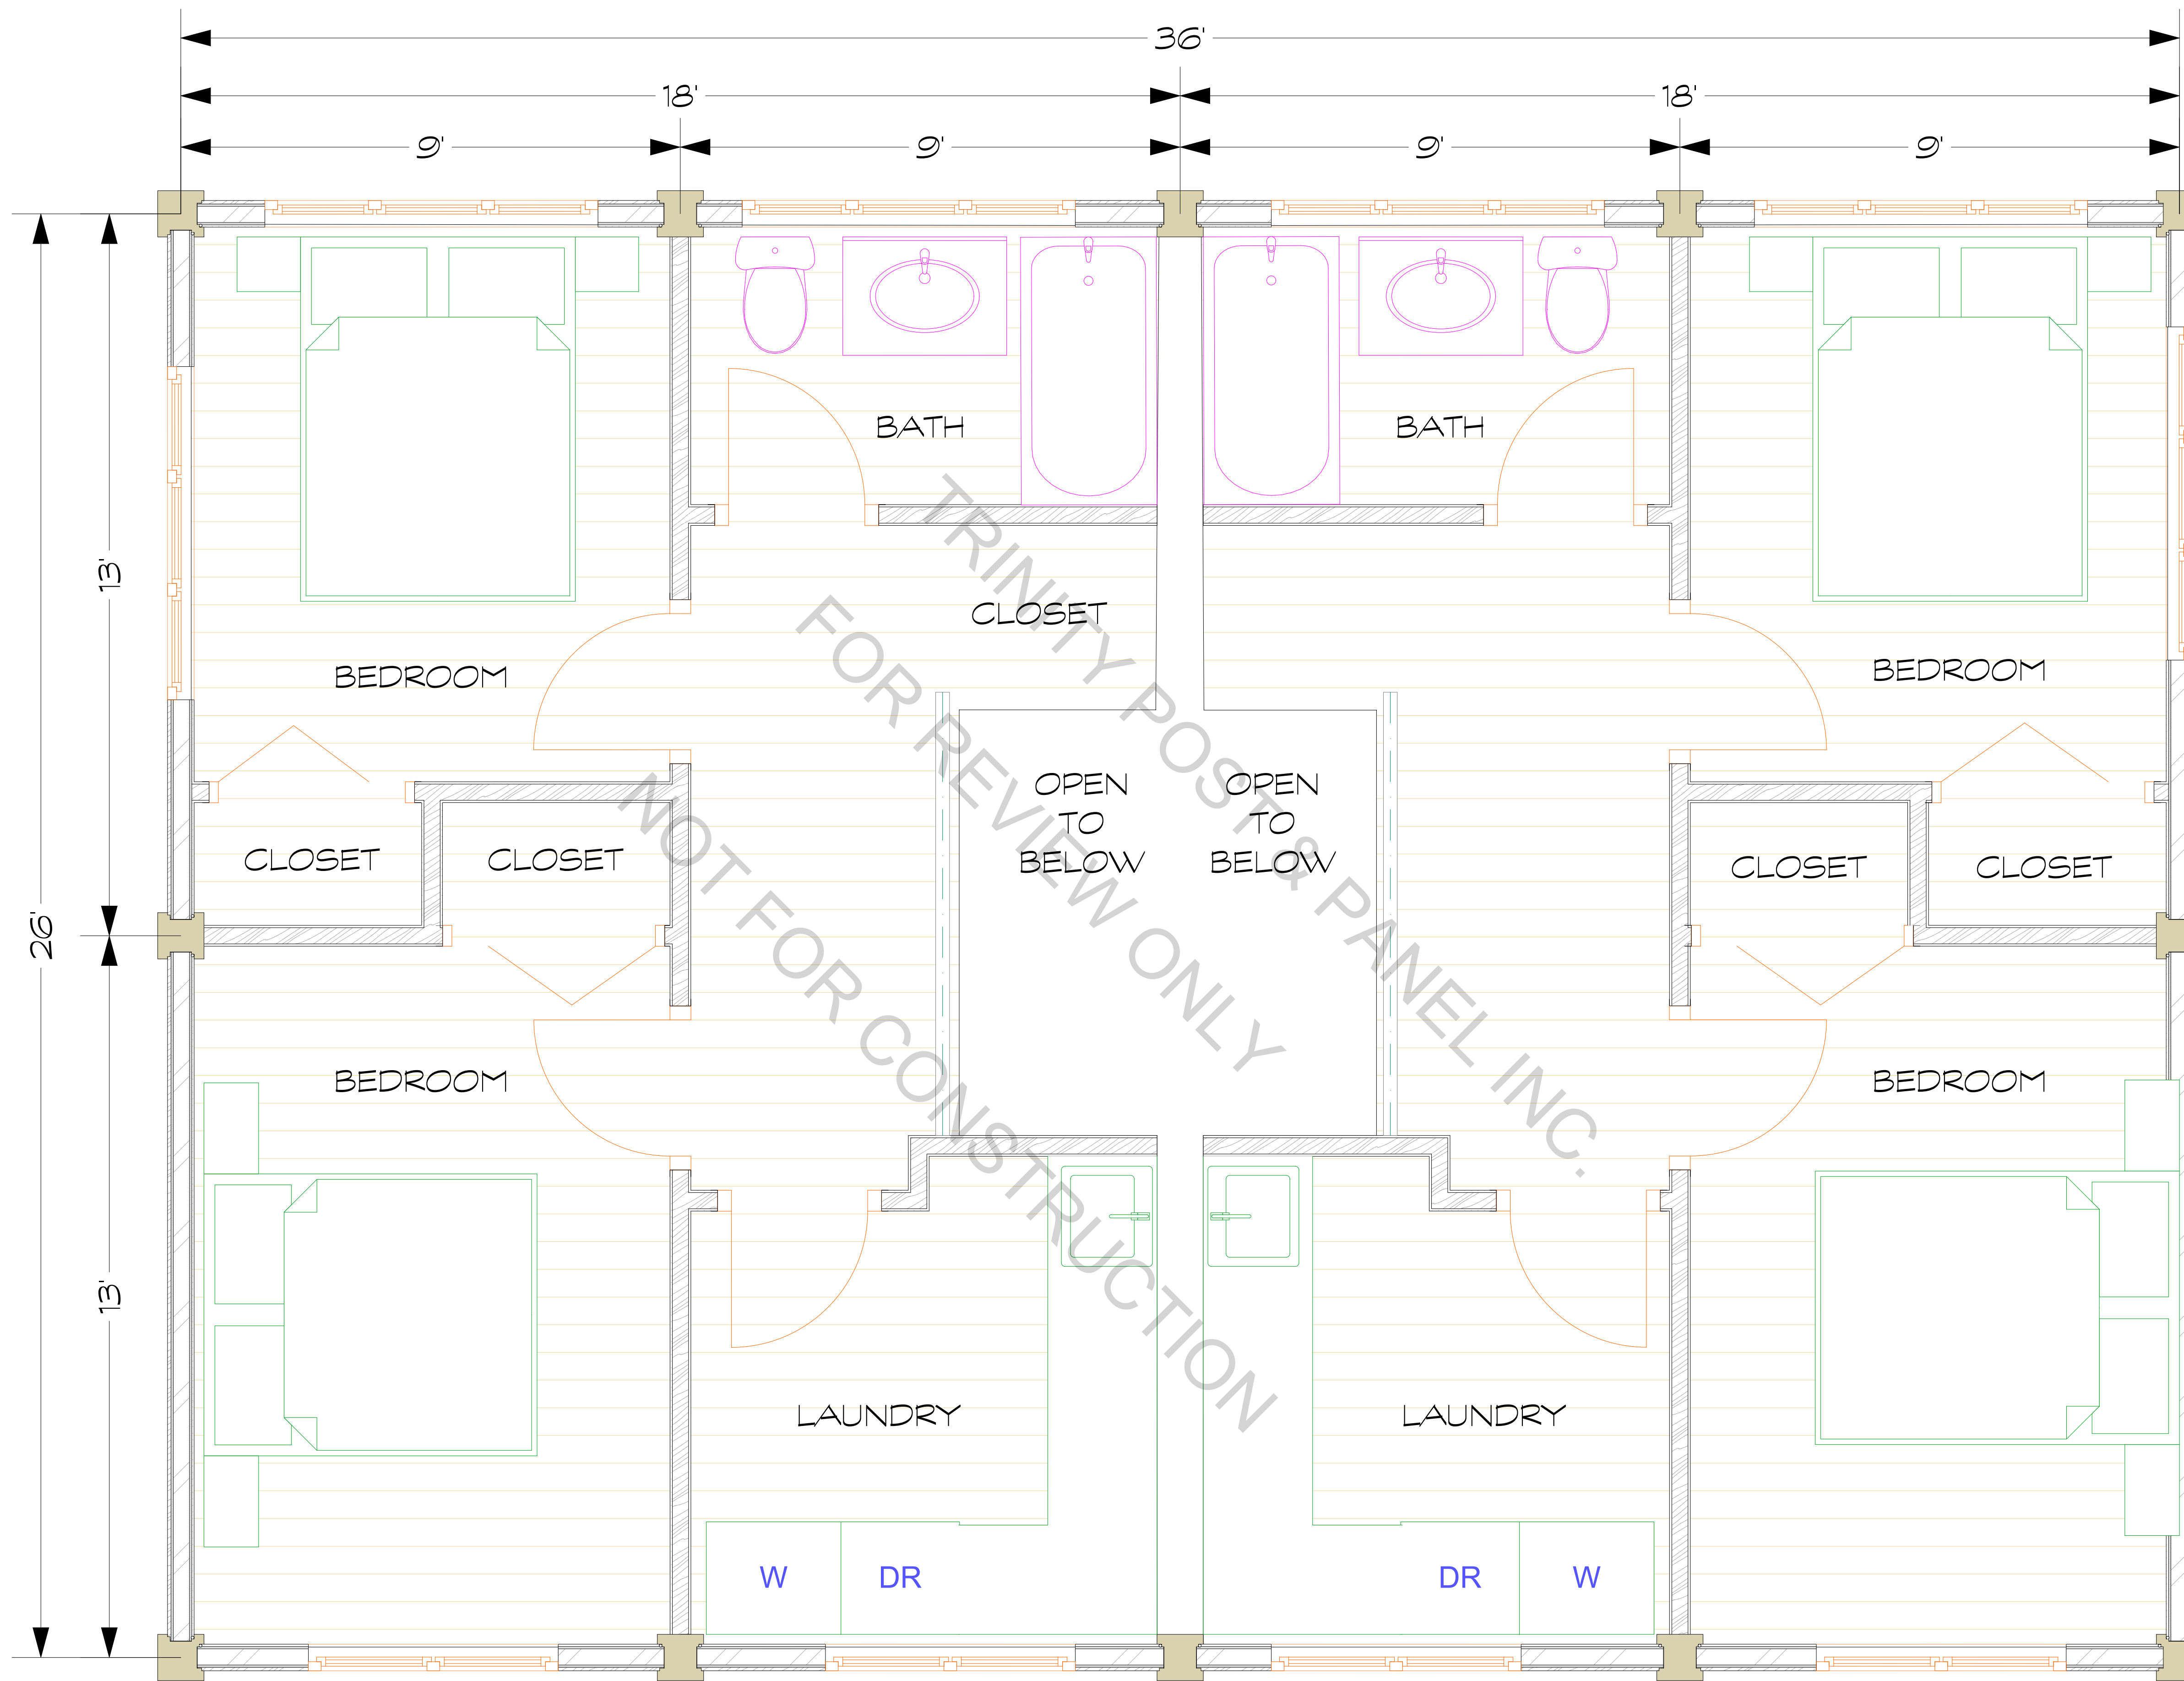 36'
18'
18'
9'
9'
9'
9'
26'
13'
13'
BATH
BATH
CLOSET
BEDROOM
BEDROOM
OPEN
TO
BELOW
OPEN
TO
BELOW
CLOSET
CLOSET
CLOSET
CLOSET
BEDROOM
BEDROOM
LAUNDRY
LAUNDRY
W
DR
DR
W
TRINITY POST & PANEL INC.
FOR REVIEW ONLY
NOT FOR CONSTRUCTION